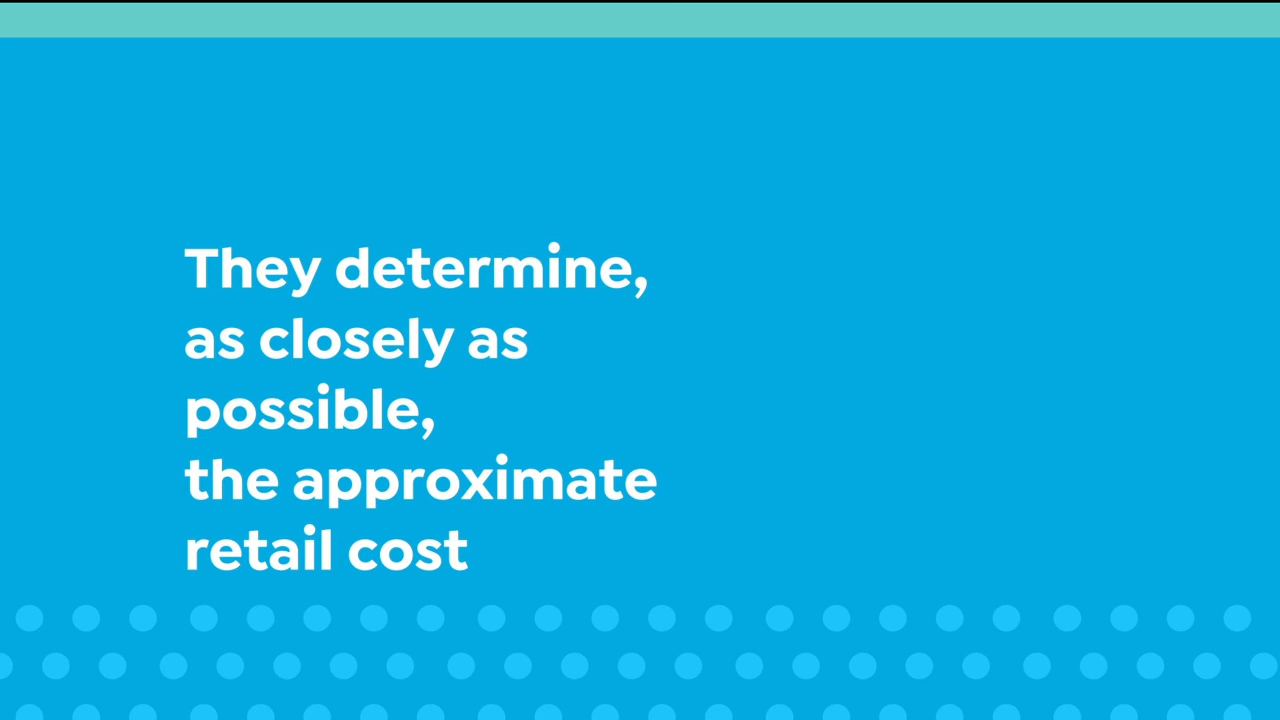 They determine,
as closely as
possible,
the approximate
retail cost